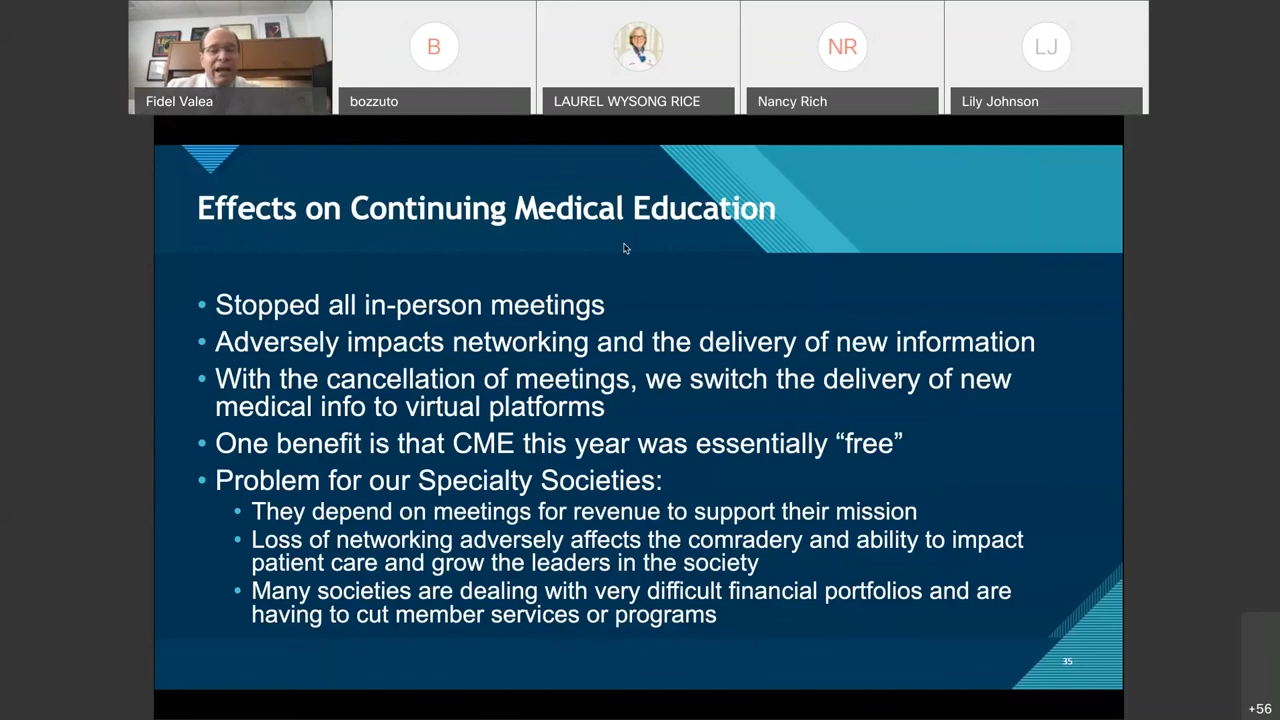 B
NR
LJ
Fidel Valea
bozzuto
LAUREL WYSONG RICE
Nancy Rich
Lily Johnson
Effects on Continuing Medical Education
• Stopped all in-person meetings
• Adversely impacts networking and the delivery of new information
• With the cancellation of meetings, we switch the delivery of new
medical info to virtual platforms
• One benefit is that CME this year was essentially “free”
• Problem for our Specialty Societies:
• They depend on meetings for revenue to support their mission
• Loss of networking adversely affects the comradery and ability to impact
patient care and grow the leaders in the society
• Many societies are dealing with very difficult financial portfolios and are
having to cut member services or programs
35
+56